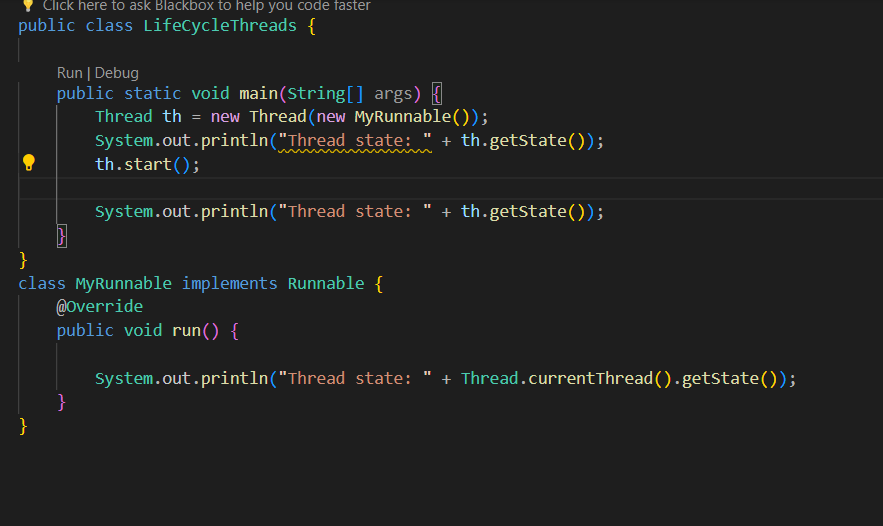 Click here to ask Blackbox to help you code faster
public class LifeCycleThreads {
Run | Debug
public static void main(String[] args) {
Thread th = new Thread(new MyRunnable());
System.out.println("Thread state: " + th.getState());
th.start();
System.out.println("Thread state: " + th.getState());
}
}
class MyRunnable implements Runnable {
@Override
public void run() {
System.out.println("Thread state: " + Thread.currentThread().getState());
}
}